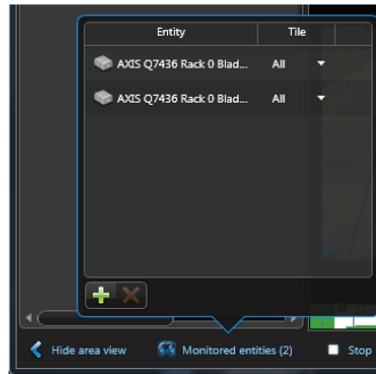 Entity Tile
AXIS Q7436 Rack 0 Blad... All
AXIS Q7436 Rack 0 Blad... All
Hide area view Monitored entities (2) Stop